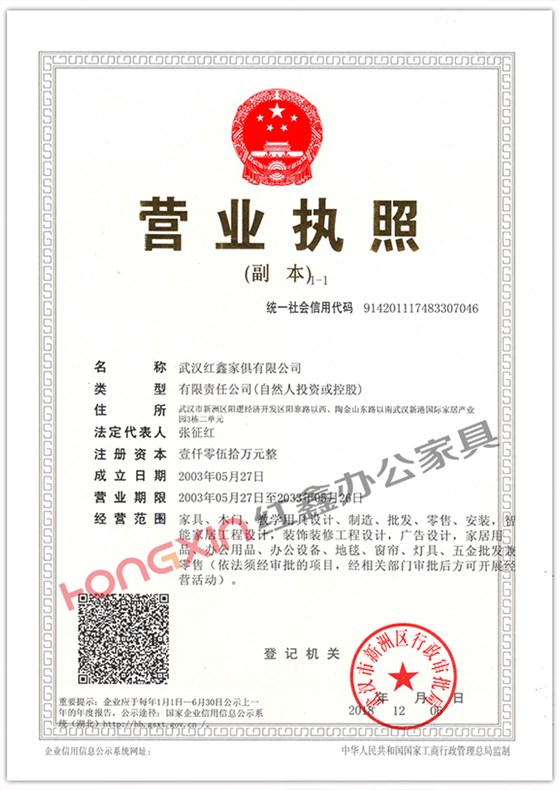 营业执照
(副 本)1-1
统一社会信用代码 914201117483307046
名称 武汉红鑫家俱有限公司
类型 有限责任公司(自然人投资或控股)
住所 武汉市新洲区阳逻经济开发区阳靠路以西、陶金山东路以南武汉新港国际家居产业
园3栋二单元
法定代表人 张征红
注册资本 壹仟零伍拾万元整
成立日期 2003年05月27日
营业期限 2003年05月27日至2033年05月26日
经营范围 家具、木门、教学用具设计、制造、批发、零售、安装,智
能家居工程设计,装饰装修工程设计,广告设计,家居用
品、办公用品、办公设备、地毯、窗帘、灯具、五金批发兼
零售(依法须经审批的项目,经相关部门审批后方可开展经
营活动)。
HONGXIN红鑫办公家具
登记机关
武汉市新洲区行政审批局
年 月 日
2018 12 06
重要提示:企业应于每年1月1日—6月30日公示上一
年的年度报告,公示途径:国家企业信用信息公示系
统(湖北)http://hb.gsxt.gov.cn/。
企业信用信息公示系统网址:
中华人民共和国国家工商行政管理总局监制